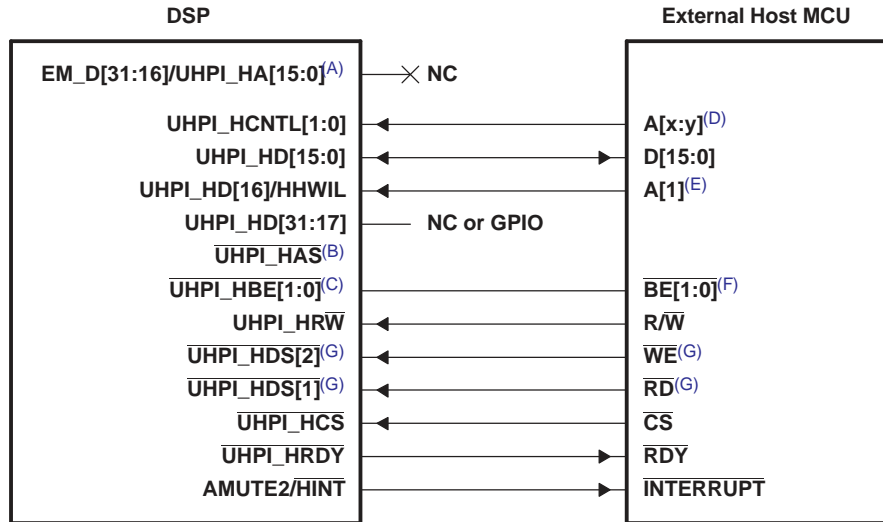 DSP External Host MCU
EM_D[31:16]/UHPI_HA[15:0](A) NC
UHPI_HCNTL[1:0] A[x:y](D)
UHPI_HD[15:0] D[15:0]
UHPI_HD[16]/HHWIL A[1](E)
UHPI_HD[31:17] NC or GPIO
UHPI_HAS(B)
UHPI_HBE[1:0](C) BE[1:0](F)
UHPI_HRW R/W
UHPI_HDS[2](G) WE(G)
UHPI_HDS[1](G) RD(G)
UHPI_HCS CS
UHPI_HRDY RDY
AMUTE2/HINT INTERRUPT